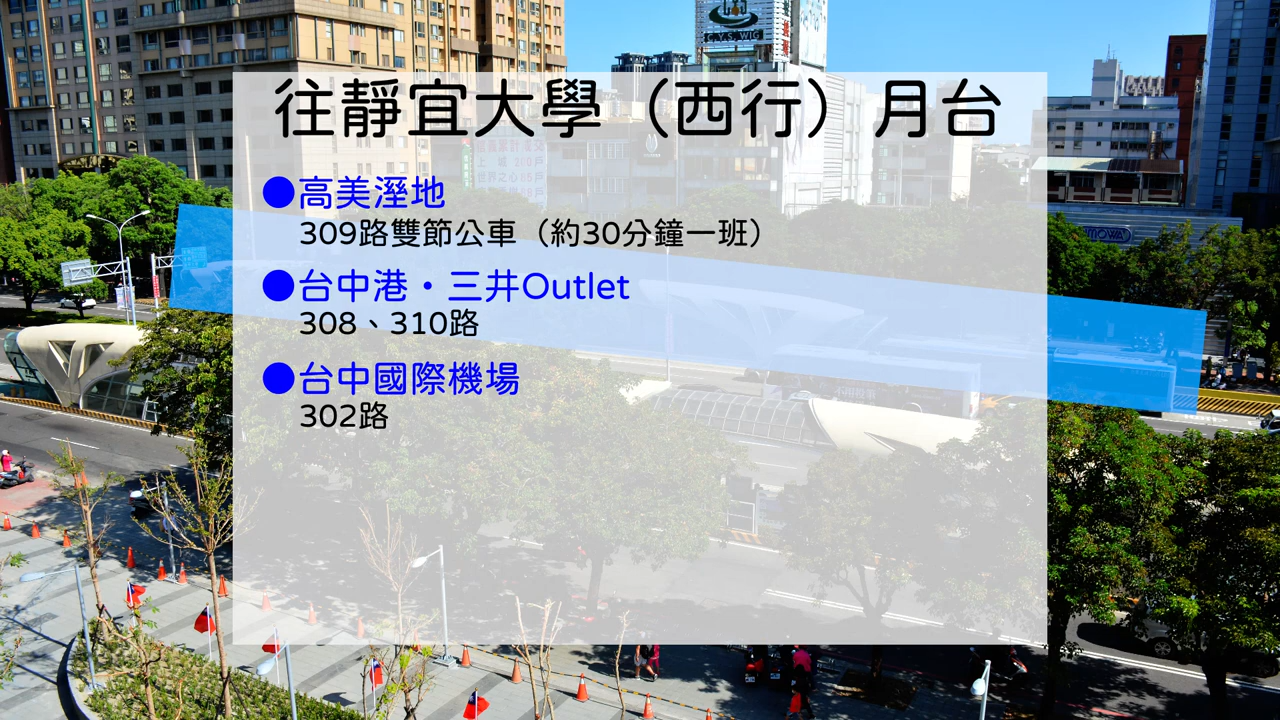 往靜宜大學（西行）月台
●高美溼地
309路雙節公車（約30分鐘一班）
●台中港・三井Outlet
308、310路
●台中國際機場
302路